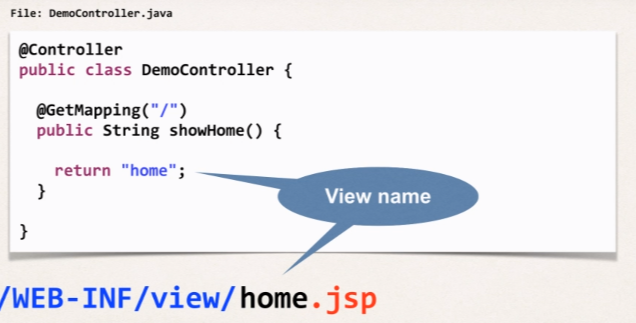 File: DemoController.java
@Controller
public class DemoController {
@GetMapping("/")
public String showHome() {
return "home";
}
}
View name
/WEB-INF/view/home.jsp